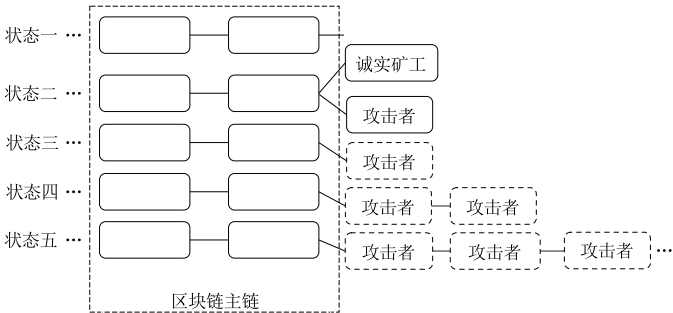 状态一 …
诚实矿工
状态二 …
攻击者
状态三 …
攻击者
状态四 …
攻击者 攻击者
状态五 …
攻击者 攻击者 攻击者 …
区块链主链